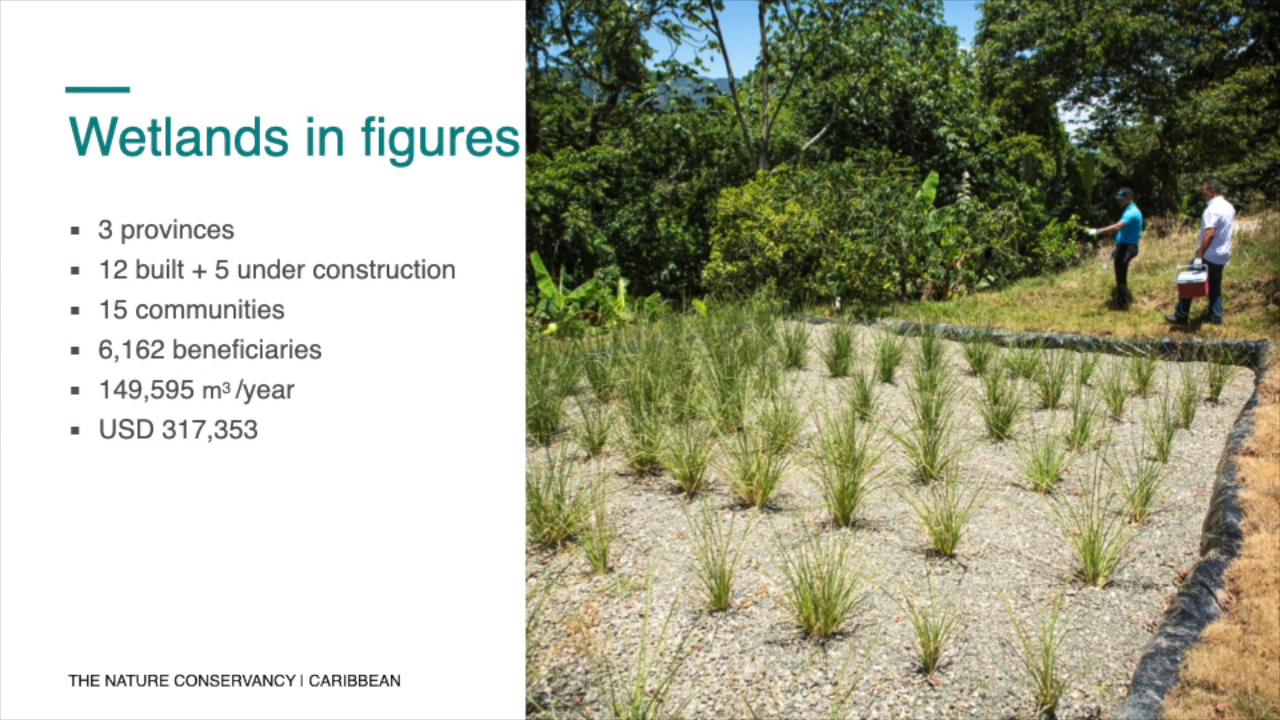 Wetlands in figures
▪ 3 provinces
▪ 12 built + 5 under construction
▪ 15 communities
▪ 6,162 beneficiaries
▪ 149,595 m³ /year
▪ USD 317,353
THE NATURE CONSERVANCY | CARIBBEAN